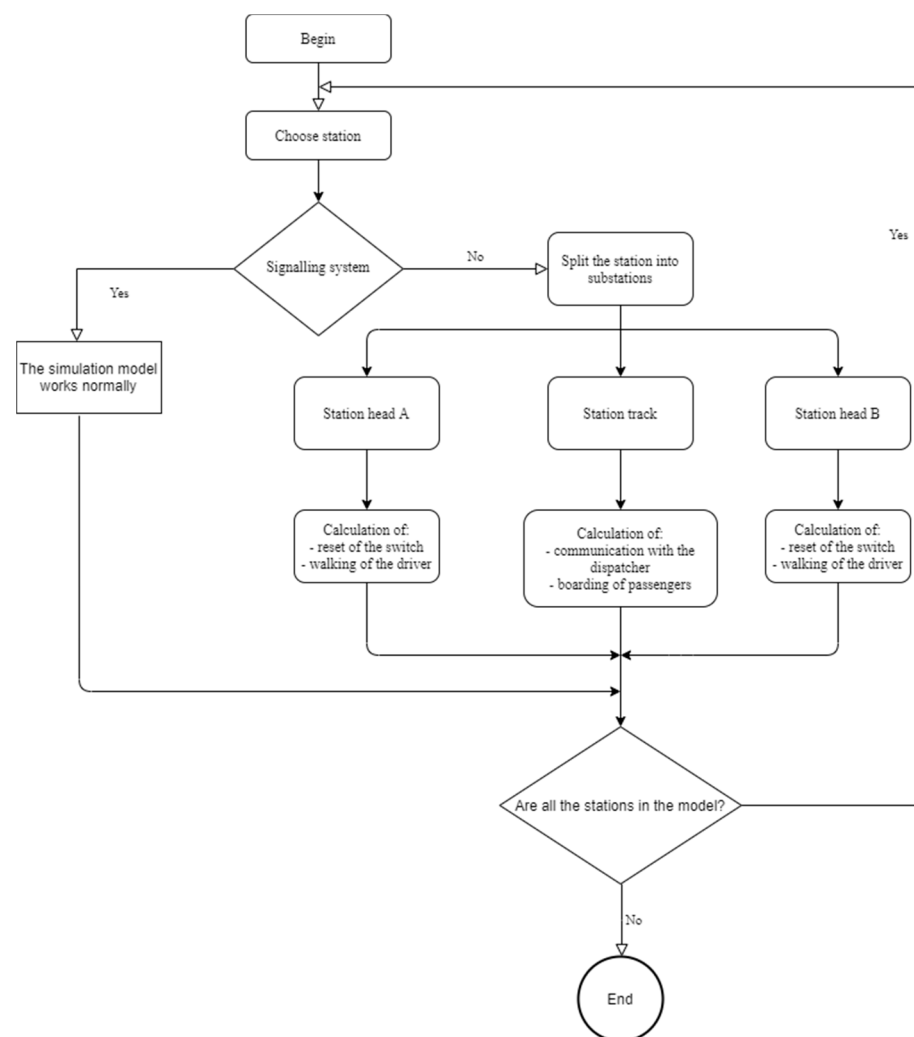 Begin
Choose station
Signalling system
No
Split the station into
substations
Yes
Yes
The simulation model
works normally
Station head A
Station track
Station head B
Calculation of:
- reset of the switch
- walking of the driver
Calculation of:
- communication with the
dispatcher
- boarding of passengers
Calculation of:
- reset of the switch
- walking of the driver
Are all the stations in the model?
No
End